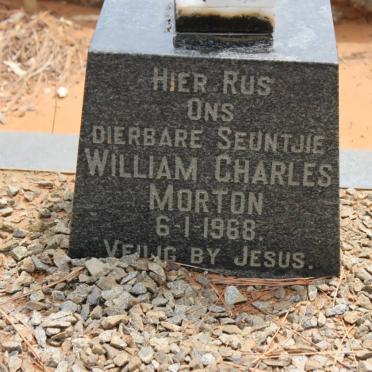 HIER RUS
ONS
DIERBARE SEUNTJIE
WILLIAM CHARLES
MORTON
6-1-1968
VEILIG BY JESUS.